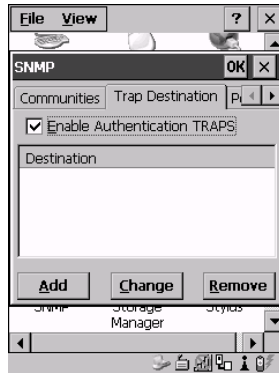 File View ? ×
SNMP OK ×
Communities Trap Destination
Enable Authentication TRAPS
Destination
Add Change Remove
SNMP Storage Stylus
Manager